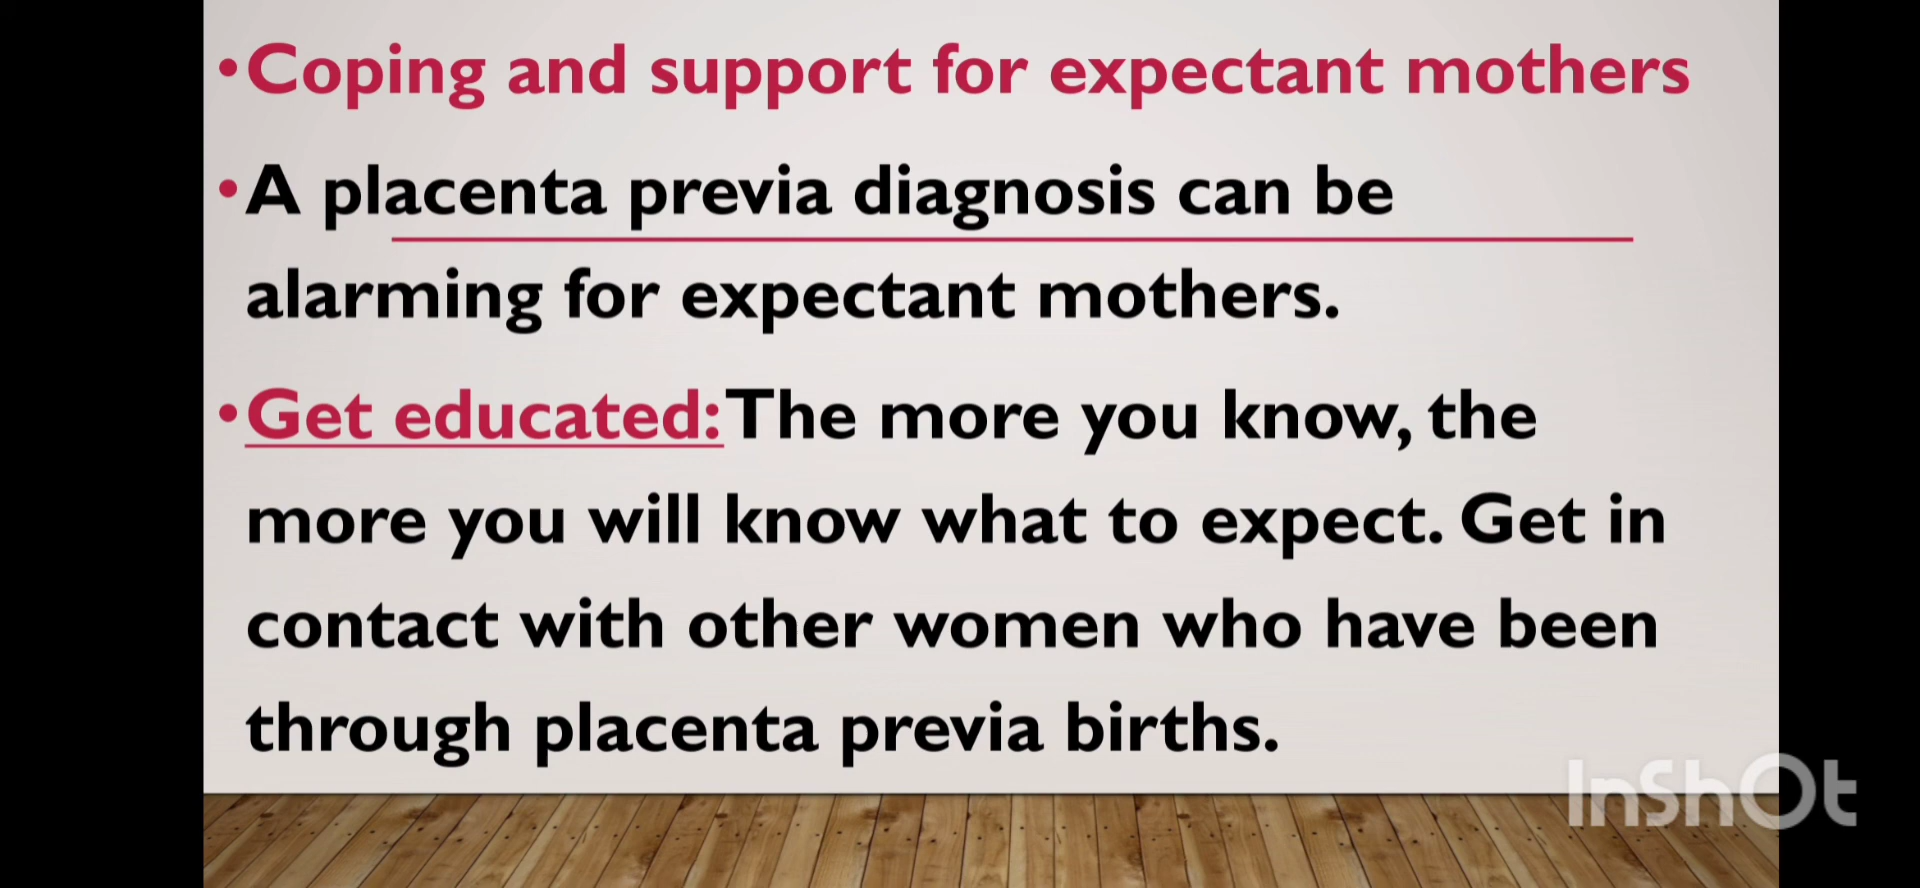 •Coping and support for expectant mothers
•A placenta previa diagnosis can be
alarming for expectant mothers.
•Get educated: The more you know, the
more you will know what to expect. Get in
contact with other women who have been
through placenta previa births.
InShOt